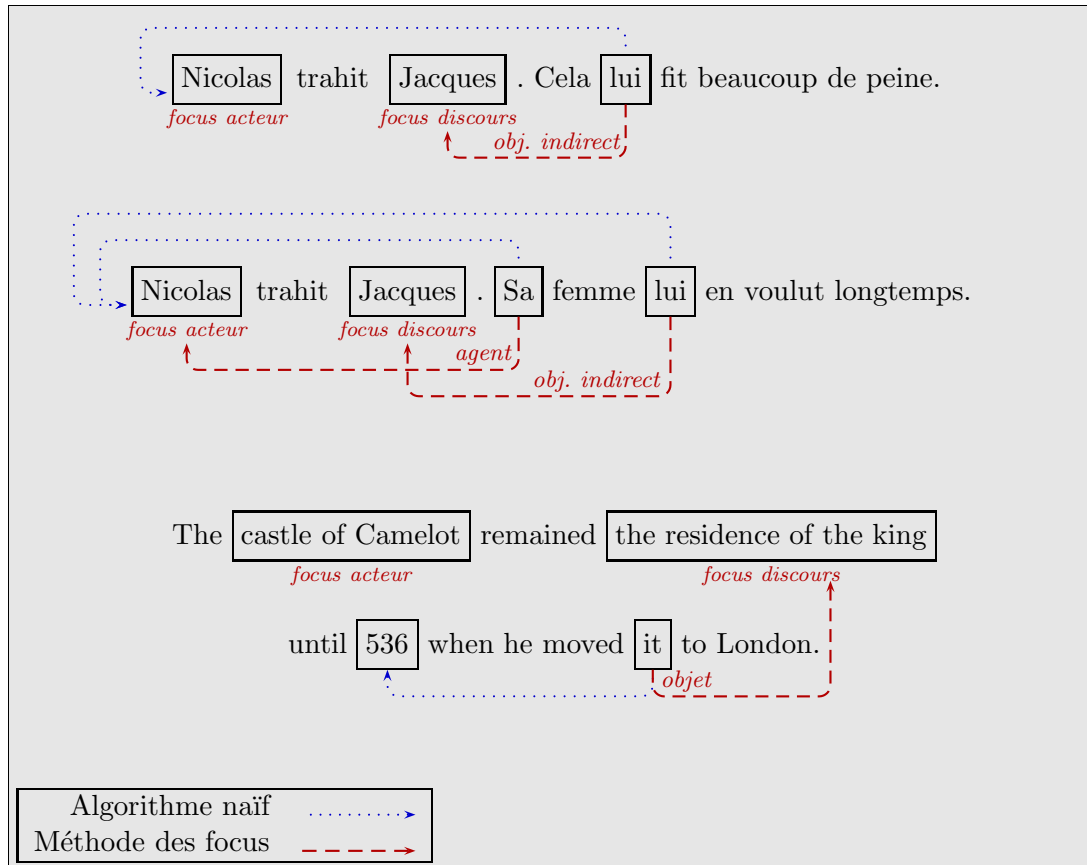 Nicolas trahit Jacques . Cela lui fit beaucoup de peine.
focus acteur focus discours
obj. indirect
Nicolas trahit Jacques . Sa femme lui en voulut longtemps.
focus acteur focus discours
agent
obj. indirect
The castle of Camelot remained the residence of the king
focus acteur focus discours
until 536 when he moved it to London.
objet
Algorithme naïf
Méthode des focus